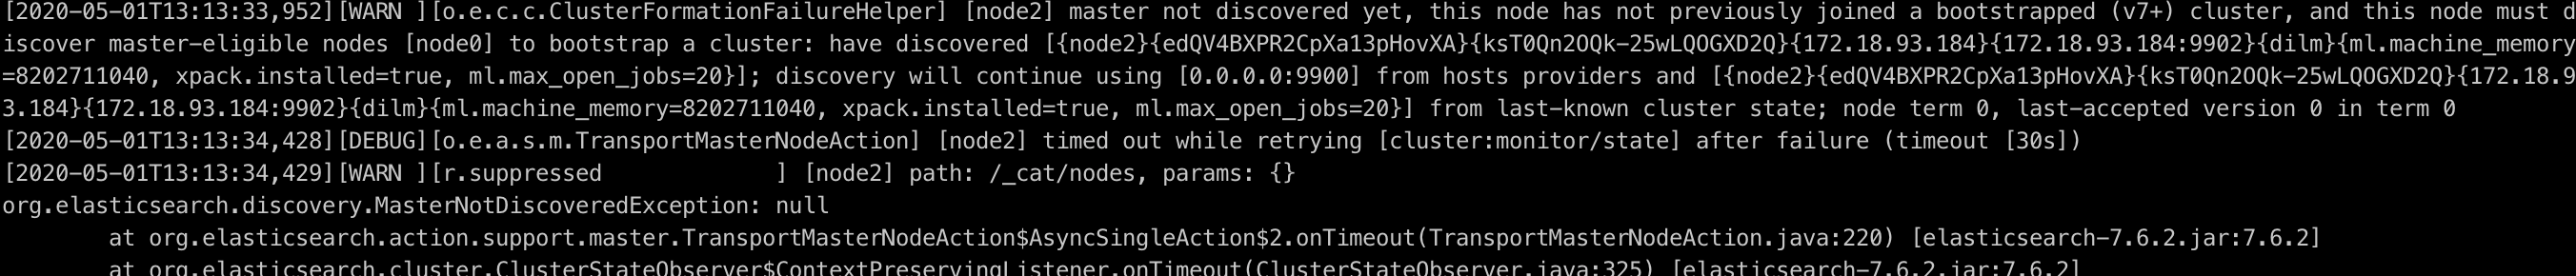 [2020-05-01T13:13:33,952][WARN ][o.e.c.c.ClusterFormationFailureHelper] [node2] master not discovered yet, this node has not previously joined a bootstrapped (v7+) cluster, and this node must d
iscover master-eligible nodes [node0] to bootstrap a cluster: have discovered [{node2}{edQV4BXPR2CpXa13pHovXA}{ksT0Qn2OQk-25wLQOGXD2Q}{172.18.93.184}{172.18.93.184:9902}{dilm}{ml.machine_memory
=8202711040, xpack.installed=true, ml.max_open_jobs=20}]; discovery will continue using [0.0.0.0:9900] from hosts providers and [{node2}{edQV4BXPR2CpXa13pHovXA}{ksT0Qn2OQk-25wLQOGXD2Q}{172.18.9
3.184}{172.18.93.184:9902}{dilm}{ml.machine_memory=8202711040, xpack.installed=true, ml.max_open_jobs=20}] from last-known cluster state; node term 0, last-accepted version 0 in term 0
[2020-05-01T13:13:34,428][DEBUG][o.e.a.s.m.TransportMasterNodeAction] [node2] timed out while retrying [cluster:monitor/state] after failure (timeout [30s])
[2020-05-01T13:13:34,429][WARN ][r.suppressed             ] [node2] path: /_cat/nodes, params: {}
org.elasticsearch.discovery.MasterNotDiscoveredException: null
        at org.elasticsearch.action.support.master.TransportMasterNodeAction$AsyncSingleAction$2.onTimeout(TransportMasterNodeAction.java:220) [elasticsearch-7.6.2.jar:7.6.2]
        at org.elasticsearch.cluster.ClusterStateObserver$ContextPreservingListener.onTimeout(ClusterStateObserver.java:325) [elasticsearch-7.6.2.jar:7.6.2]